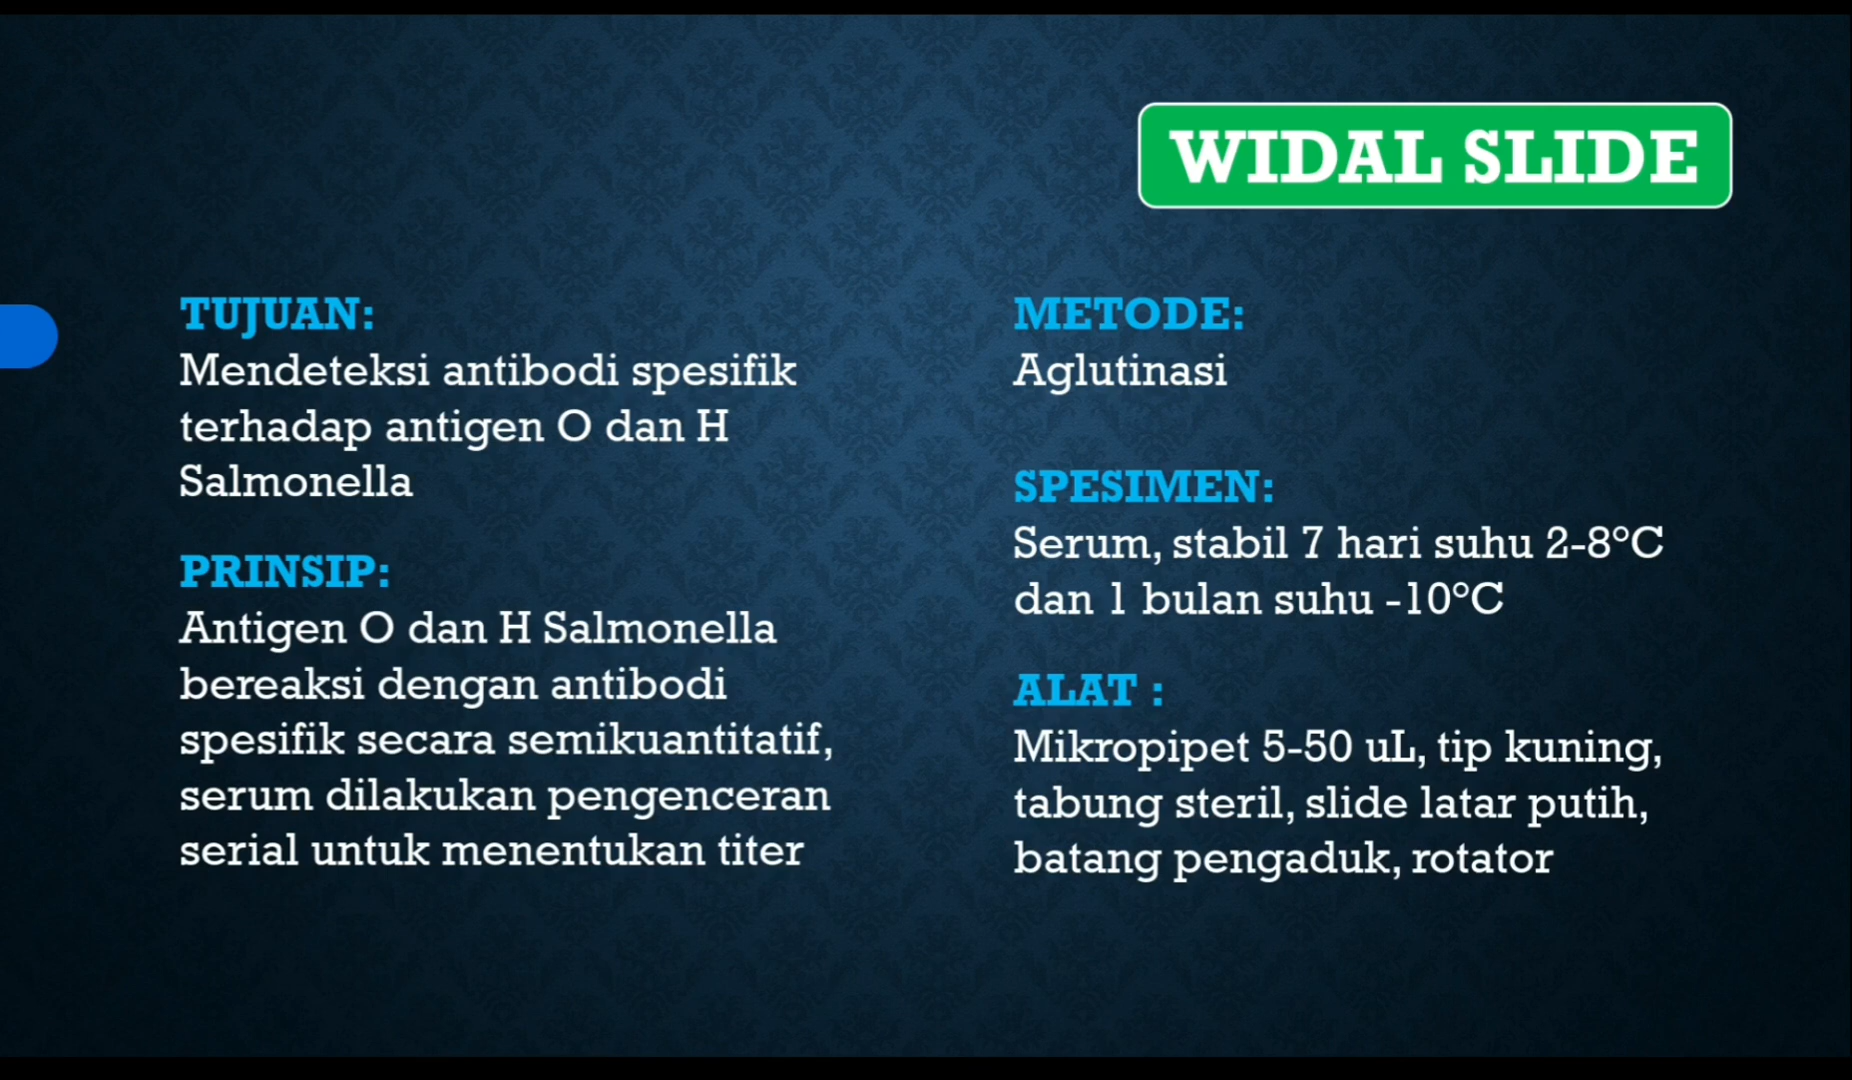 WIDAL SLIDE
TUJUAN:
Mendeteksi antibodi spesifik
terhadap antigen O dan H
Salmonella
PRINSIP:
Antigen O dan H Salmonella
bereaksi dengan antibodi
spesifik secara semikuantitatif,
serum dilakukan pengenceran
serial untuk menentukan titer
METODE:
Aglutinasi
SPESIMEN:
Serum, stabil 7 hari suhu 2-8°C
dan 1 bulan suhu -10°C
ALAT :
Mikropipet 5-50 uL, tip kuning,
tabung steril, slide latar putih,
batang pengaduk, rotator